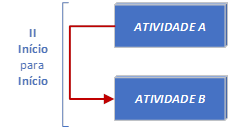 II
Início
para
Início
ATIVIDADE A
ATIVIDADE B